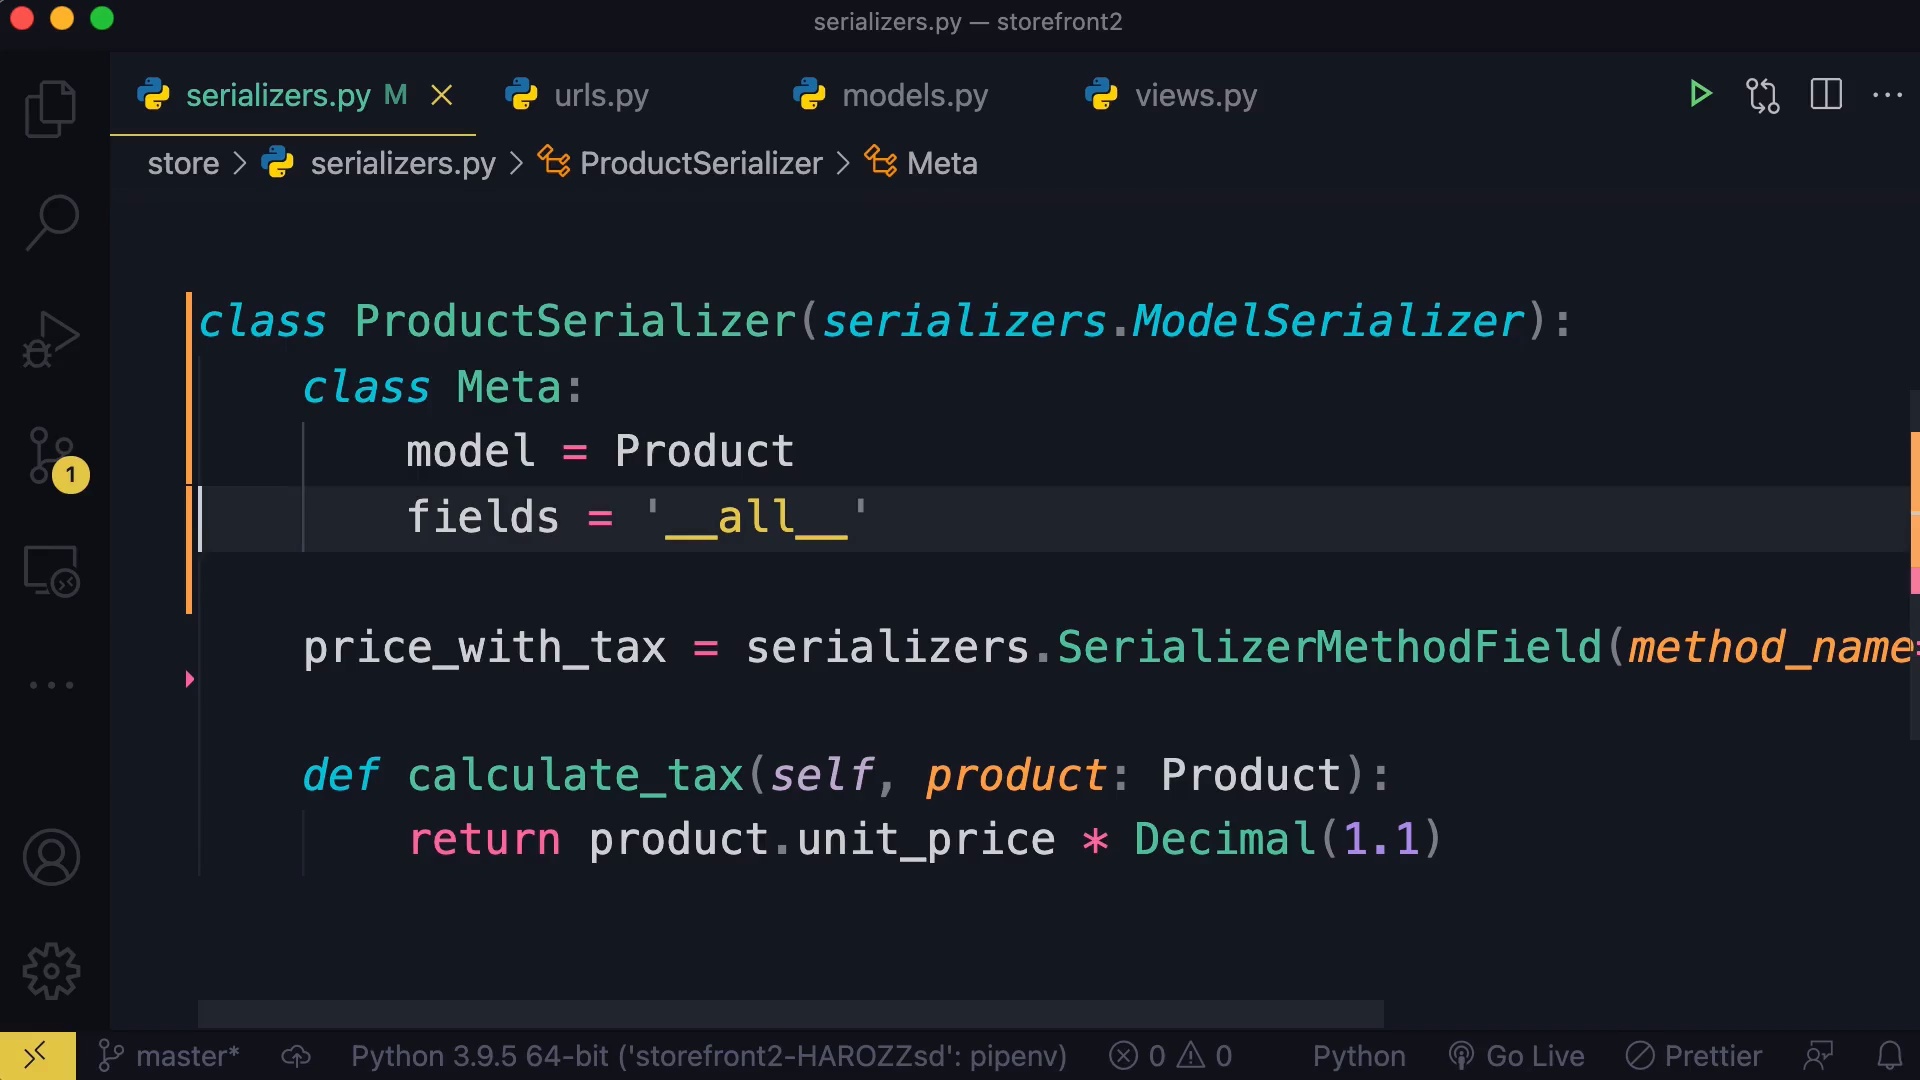 serializers.py — storefront2
serializers.py M urls.py models.py views.py
store > serializers.py > ProductSerializer > Meta
class ProductSerializer(serializers.ModelSerializer):
    class Meta:
        model = Product
        fields = '__all__'
    price_with_tax = serializers.SerializerMethodField(method_name=
    def calculate_tax(self, product: Product):
        return product.unit_price * Decimal(1.1)
1
master* Python 3.9.5 64-bit ('storefront2-HAROZZsd': pipenv) 0 0 Python Go Live Prettier